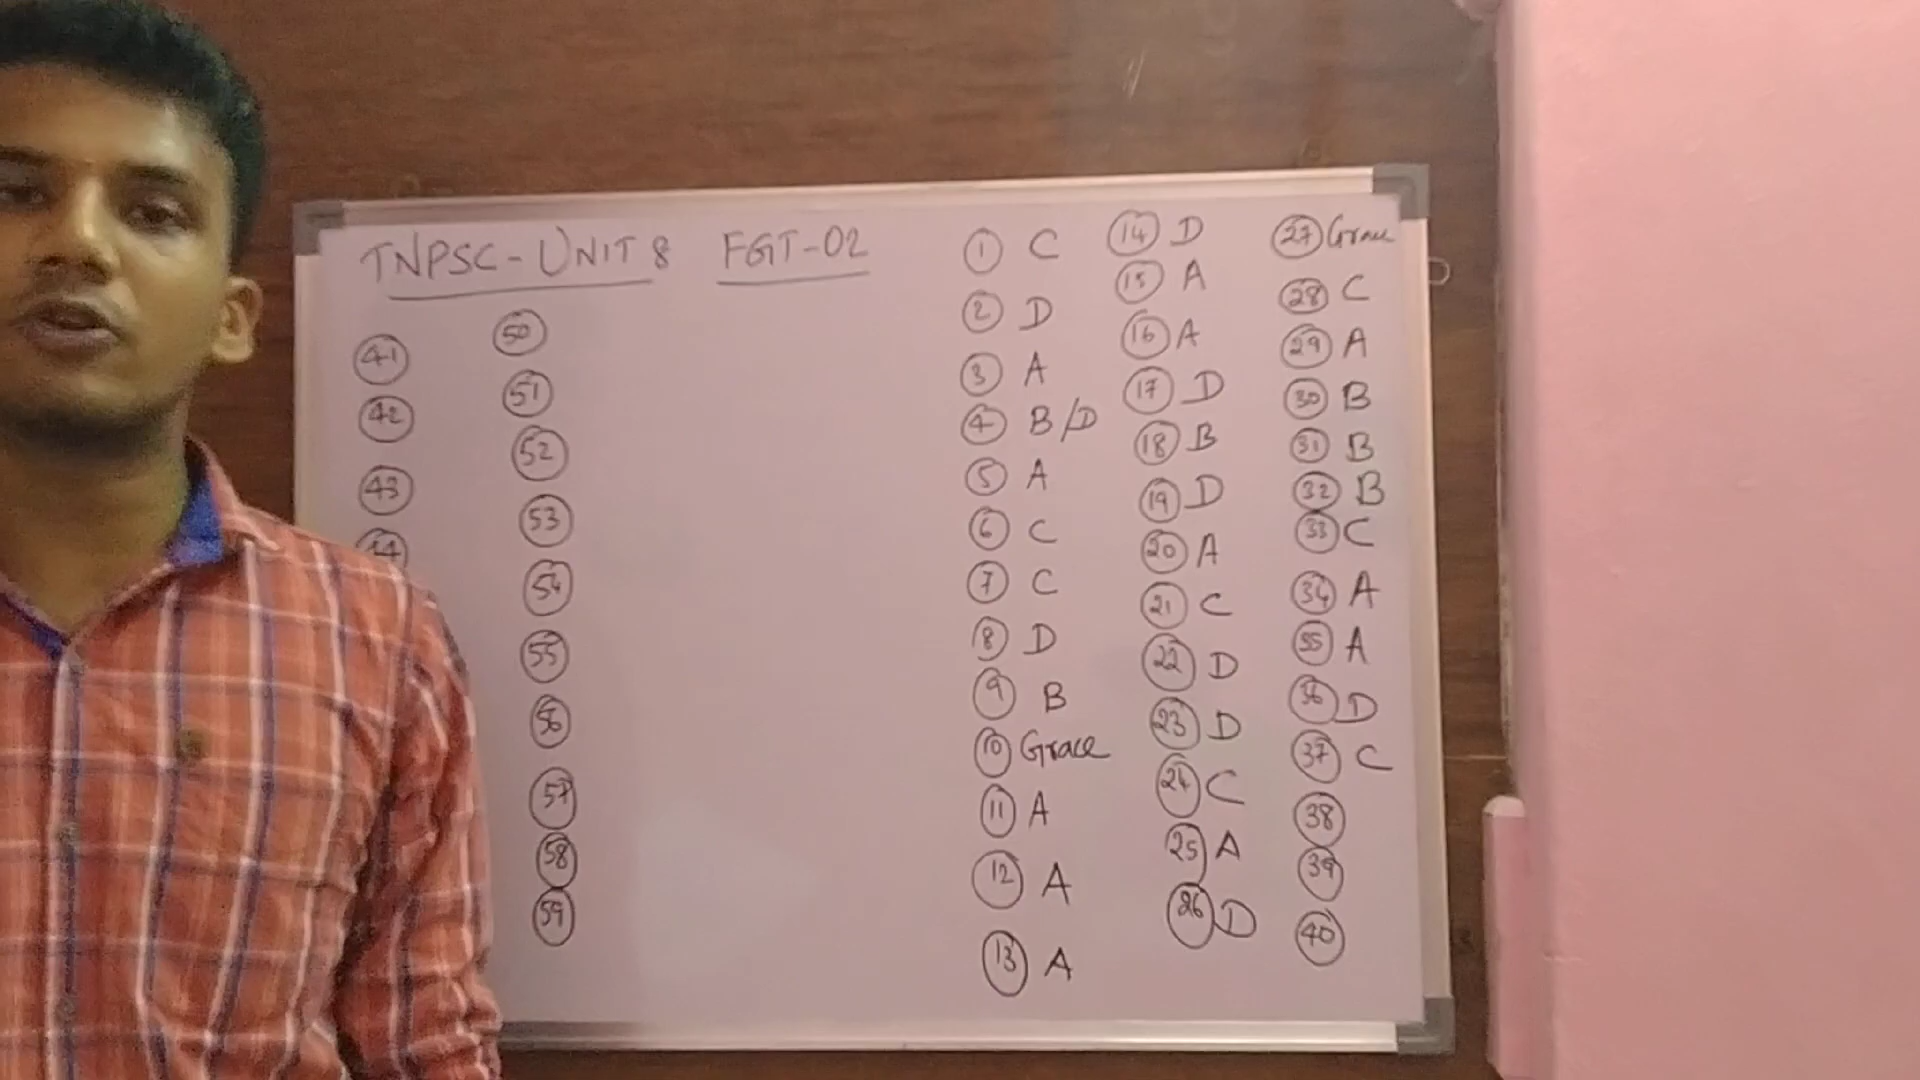 TNPSC - UNIT 8 FGT-02
41
42
43
44
50
51
52
53
54
55
56
57
58
59
1 C
2 D
3 A
4 B/D
5 A
6 C
7 C
8 D
9 B
10 Grace
11 A
12 A
13 A
14 D
15 A
16 A
17 D
18 B
19 D
20 A
21 C
22 D
23 D
24 C
25 A
26 D
27 Grace
28 C
29 A
30 B
31 B
32 B
33 C
34 A
35 A
36 D
37 C
38
39
40